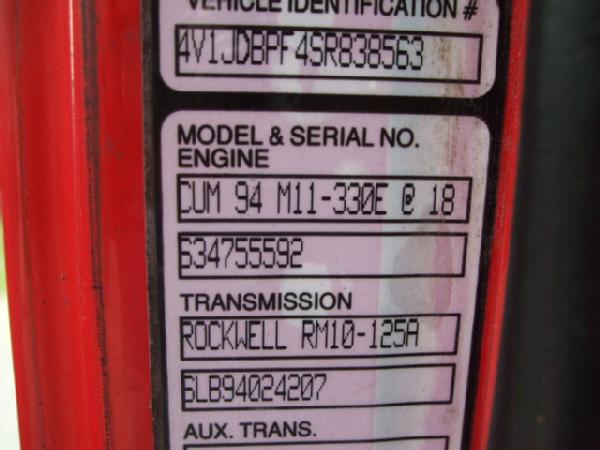 VEHICLE IDENTIFICATION #
4V1JDBPF4SR838563
MODEL & SERIAL NO.
ENGINE
CUM 94 M11-330E @ 18
634755592
TRANSMISSION
ROCKWELL RM10-125A
6LB94024207
AUX. TRANS.